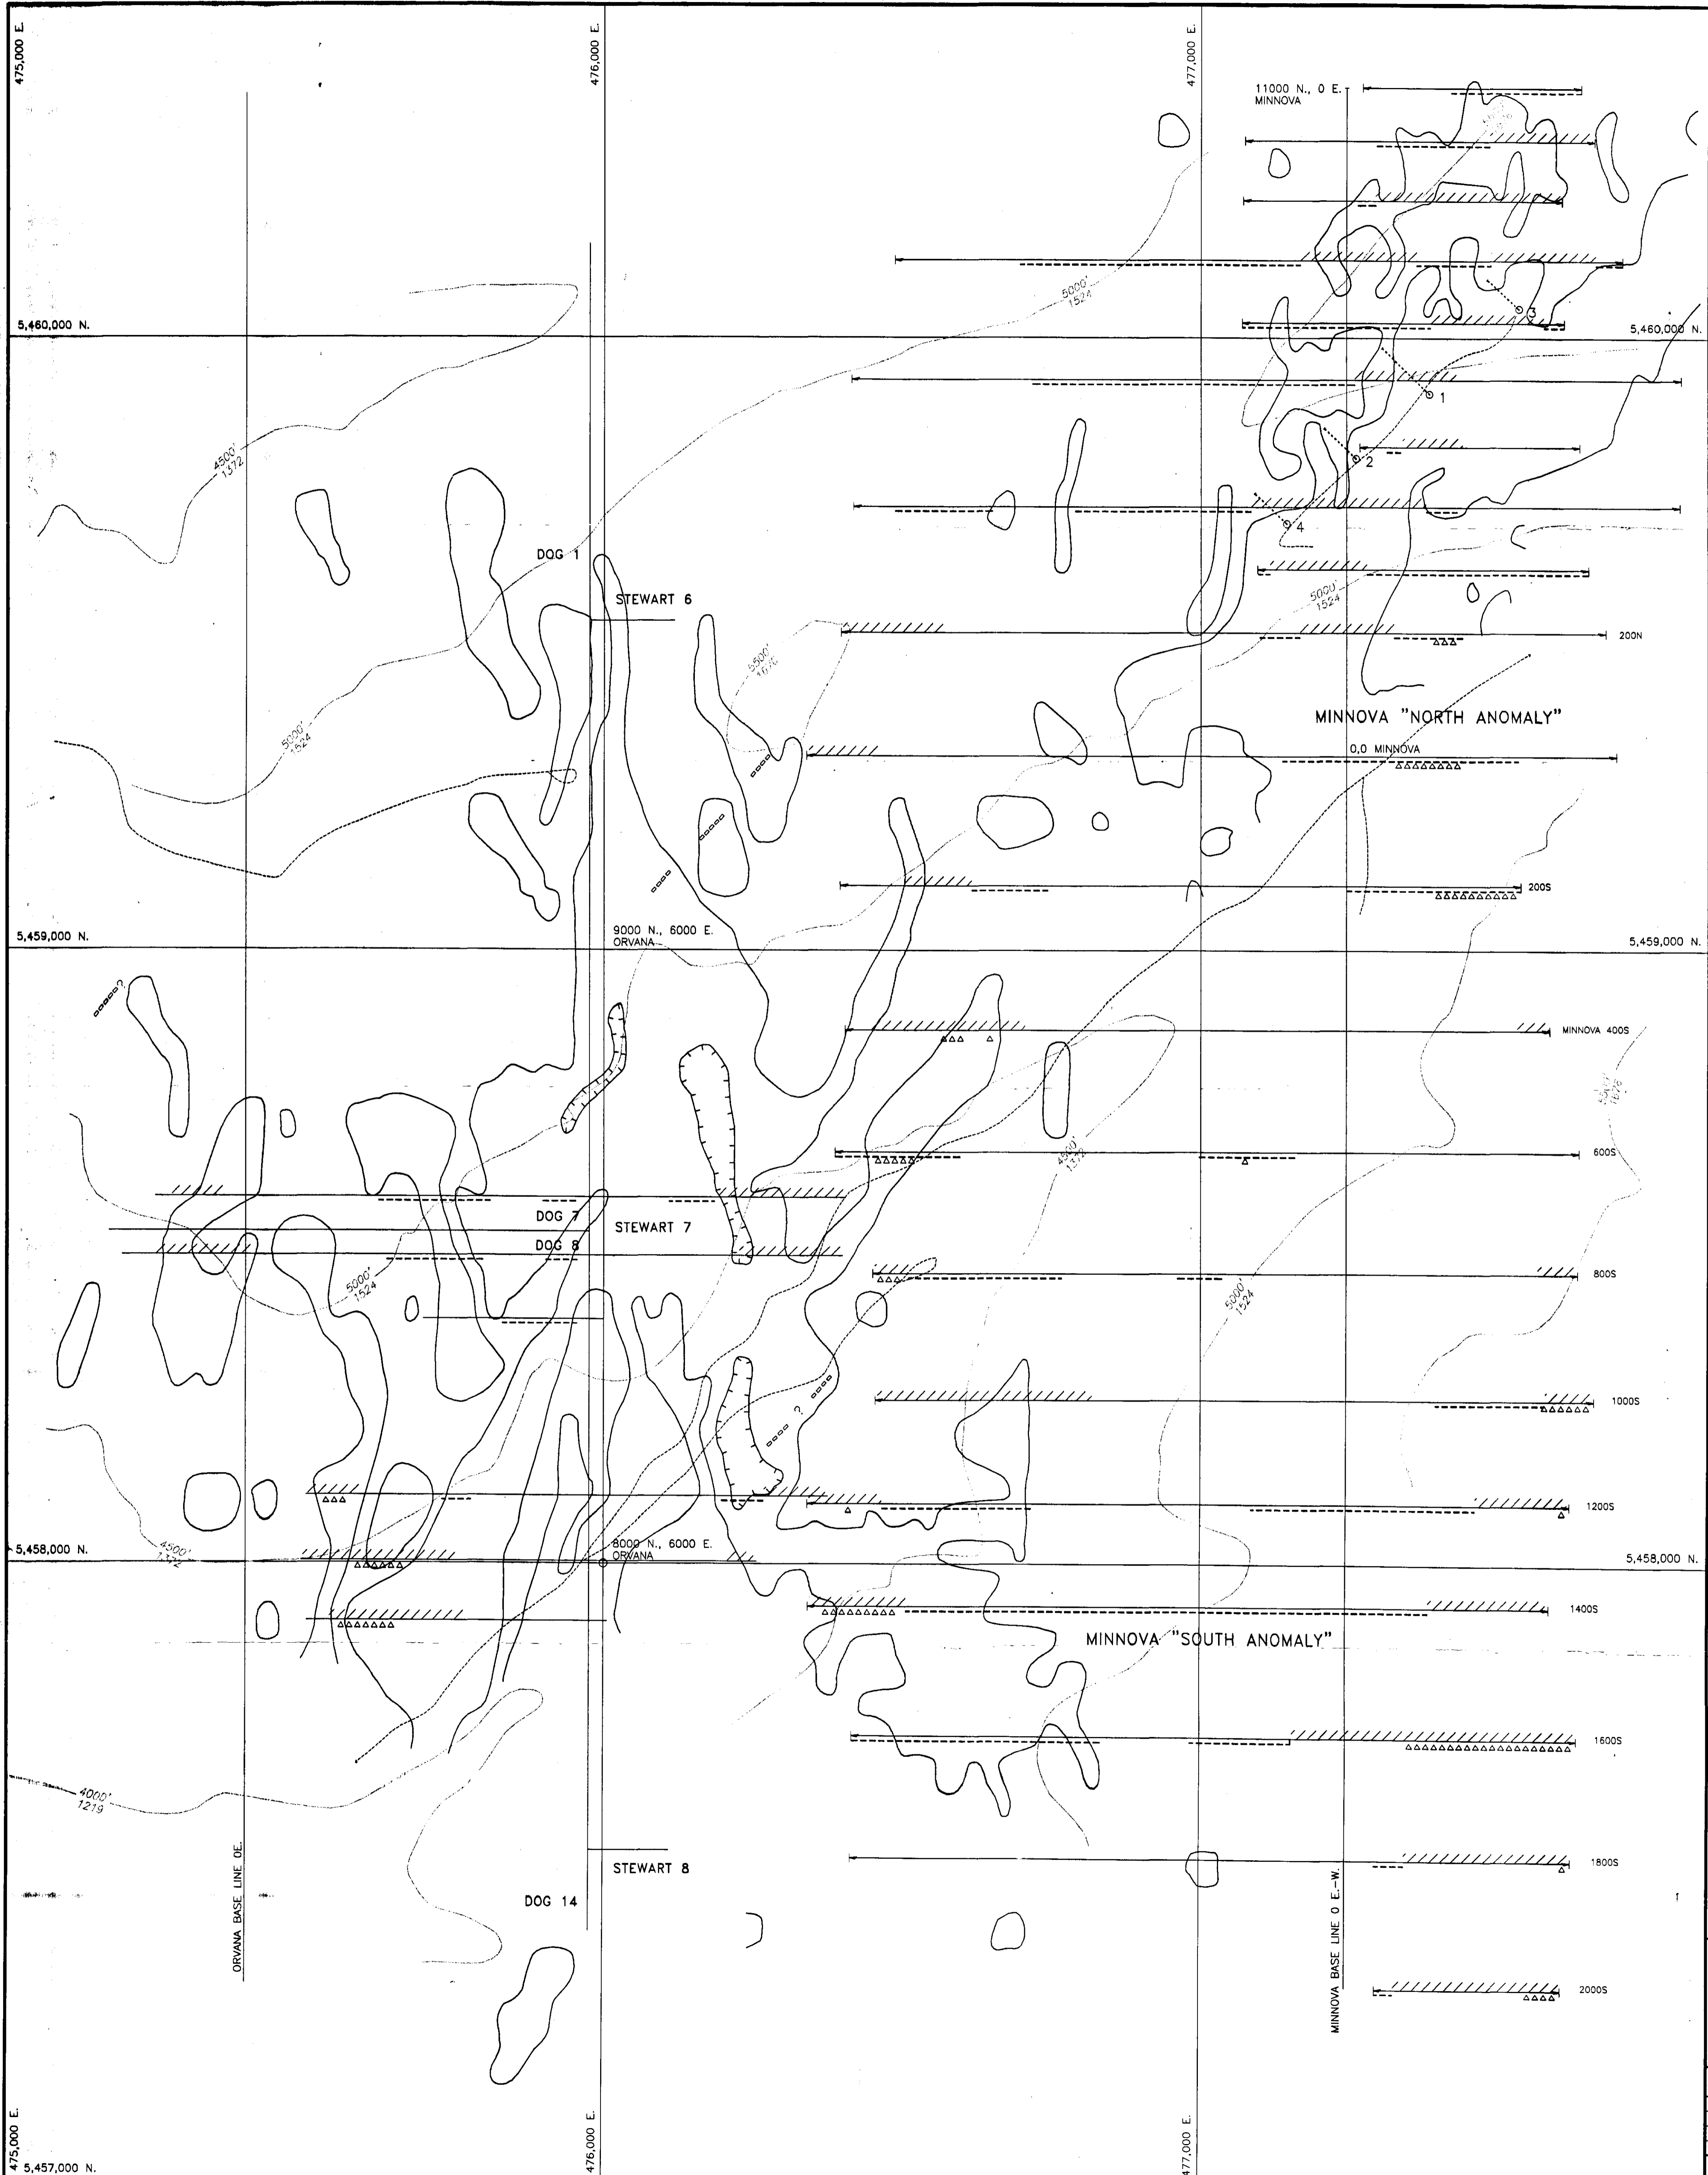 475,000 E.
476,000 E.
477,000 E.
11000 N., 0 E.
MINNOVA
5000'
1524
3
5,460,000 N.
5,460,000 N.
1
4500'
1372
2
4
DOG 1
STEWART 6
5000'
1524
200N
5500'
MINNOVA "NORTH ANOMALY"
5000'
1524
0,0 MINNOVA
200S
9000 N., 6000 E.
ORVANA
5,459,000 N.
5,459,000 N.
?
MINNOVA 400S
4500'
1372
600S
DOG 7
STEWART 7
DOG 8
800S
5000'
1524
5000'
1524
1000S
?
1200S
8000 N., 6000 E.
ORVANA
4500'
1372
5,458,000 N.
5,458,000 N.
1400S
MINNOVA "SOUTH ANOMALY"
1600S
4000'
1219
STEWART 8
1800S
DOG 14
ORVANA BASE LINE 0E.
MINNOVA BASE LINE 0 E.-W.
2000S
475,000 E.
476,000 E.
477,000 E.
5,457,000 N.